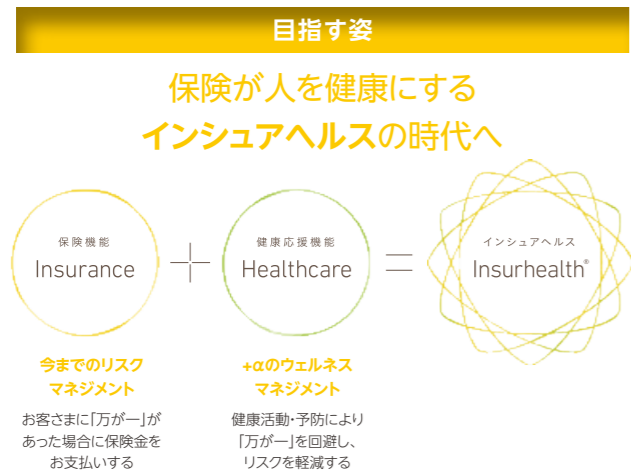 目指す姿
保険が人を健康にする
インシュアヘルスの時代へ
保険機能
Insurance
+
健康応援機能
Healthcare
=
インシュアヘルス
Insurhealth®
今までのリスク
マネジメント
お客さまに「万が一」が
あった場合に保険金を
お支払いする
+αのウェルネス
マネジメント
健康活動・予防により
「万が一」を回避し、
リスクを軽減する